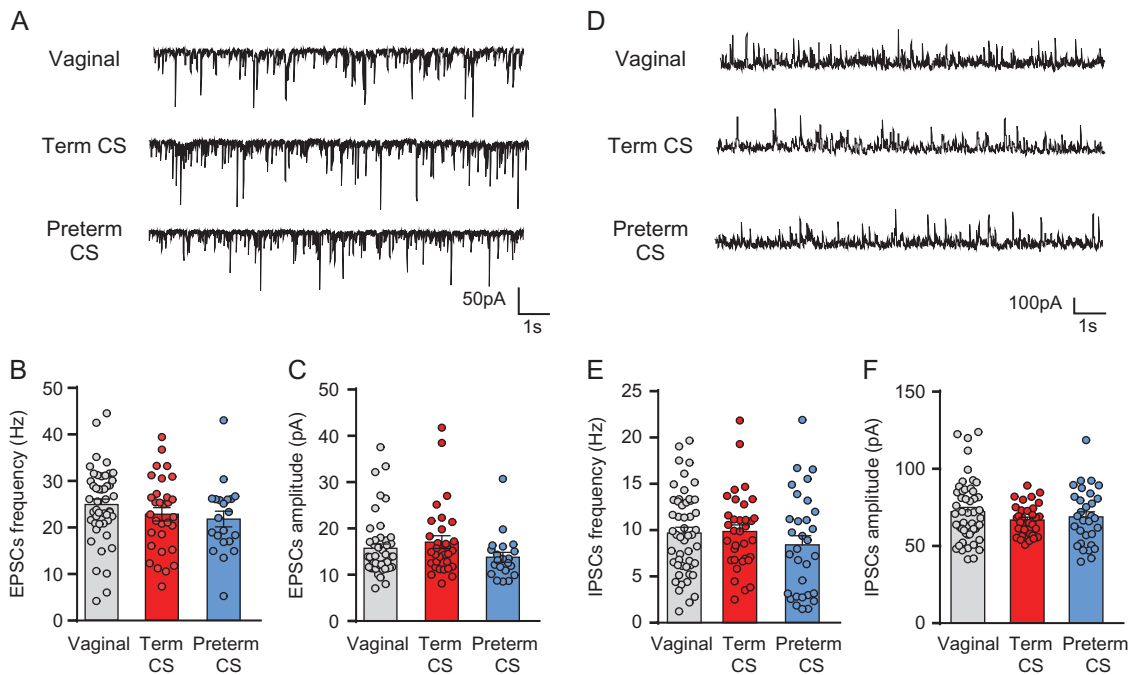 A
Vaginal
Term CS
Preterm
CS
50pA
1s
D
Vaginal
Term CS
Preterm
CS
100pA
1s
B
EPSCs frequency (Hz)
50
40
30
20
10
0
Vaginal
Term
CS
Preterm
CS
C
EPSCs amplitude (pA)
50
40
30
20
10
0
Vaginal
Term
CS
Preterm
CS
E
IPSCs frequency (Hz)
25
20
15
10
5
0
Vaginal
Term
CS
Preterm
CS
F
IPSCs amplitude (pA)
150
100
50
0
Vaginal
Term
CS
Preterm
CS